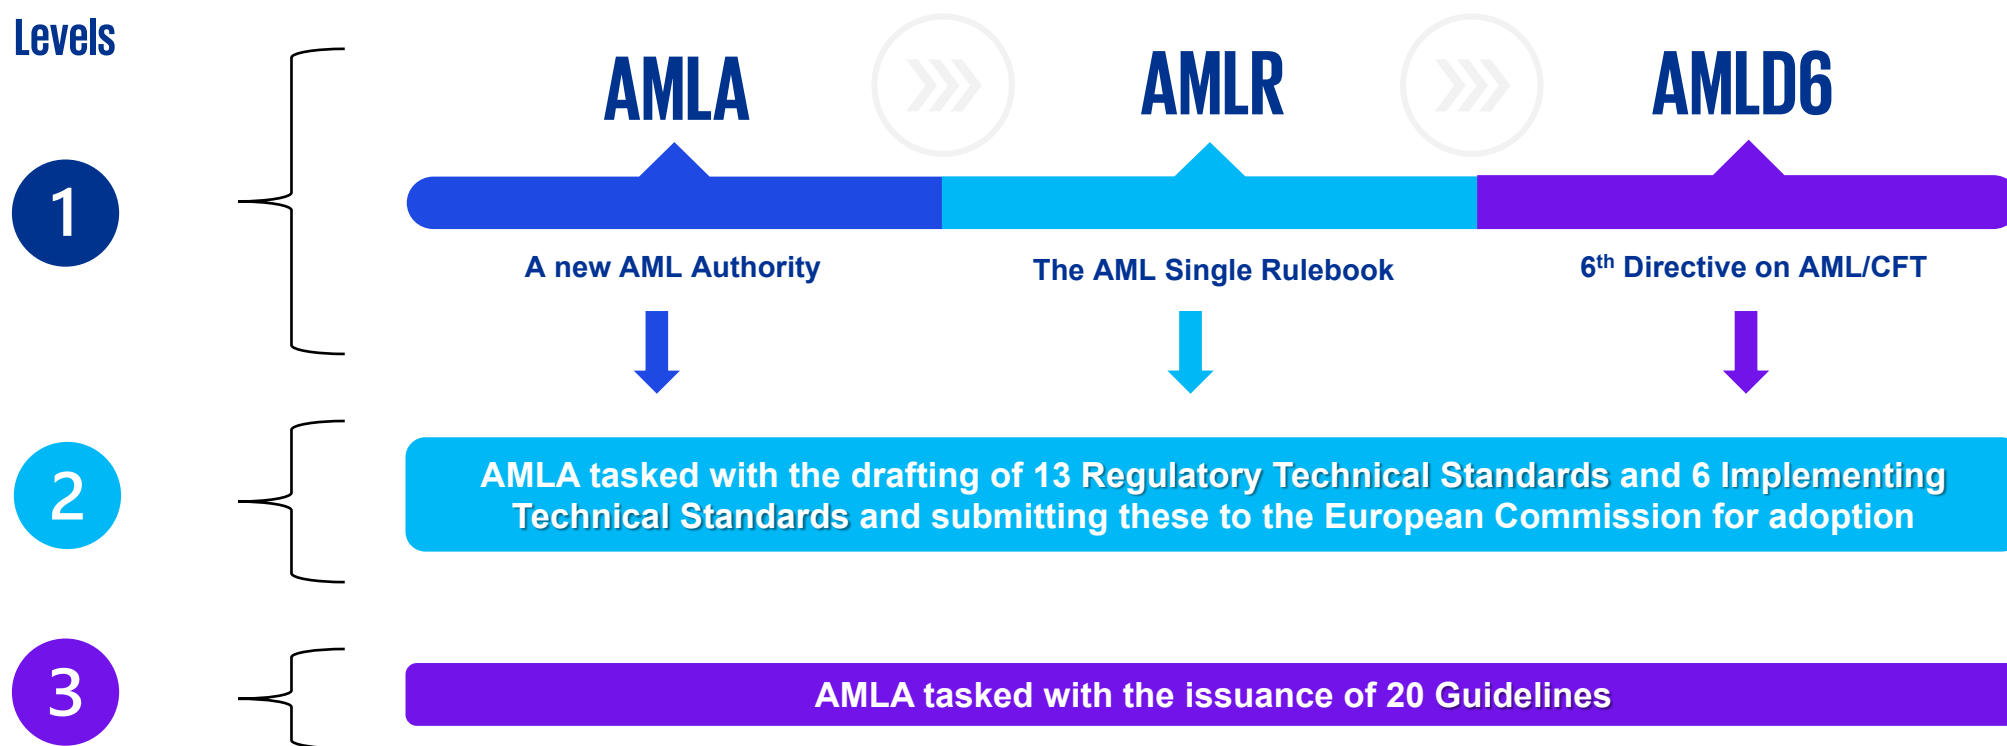 Levels
AMLA
AMLR
AMLD6
1
A new AML Authority
The AML Single Rulebook
6th Directive on AML/CFT
2
AMLA tasked with the drafting of 13 Regulatory Technical Standards and 6 Implementing
Technical Standards and submitting these to the European Commission for adoption
3
AMLA tasked with the issuance of 20 Guidelines